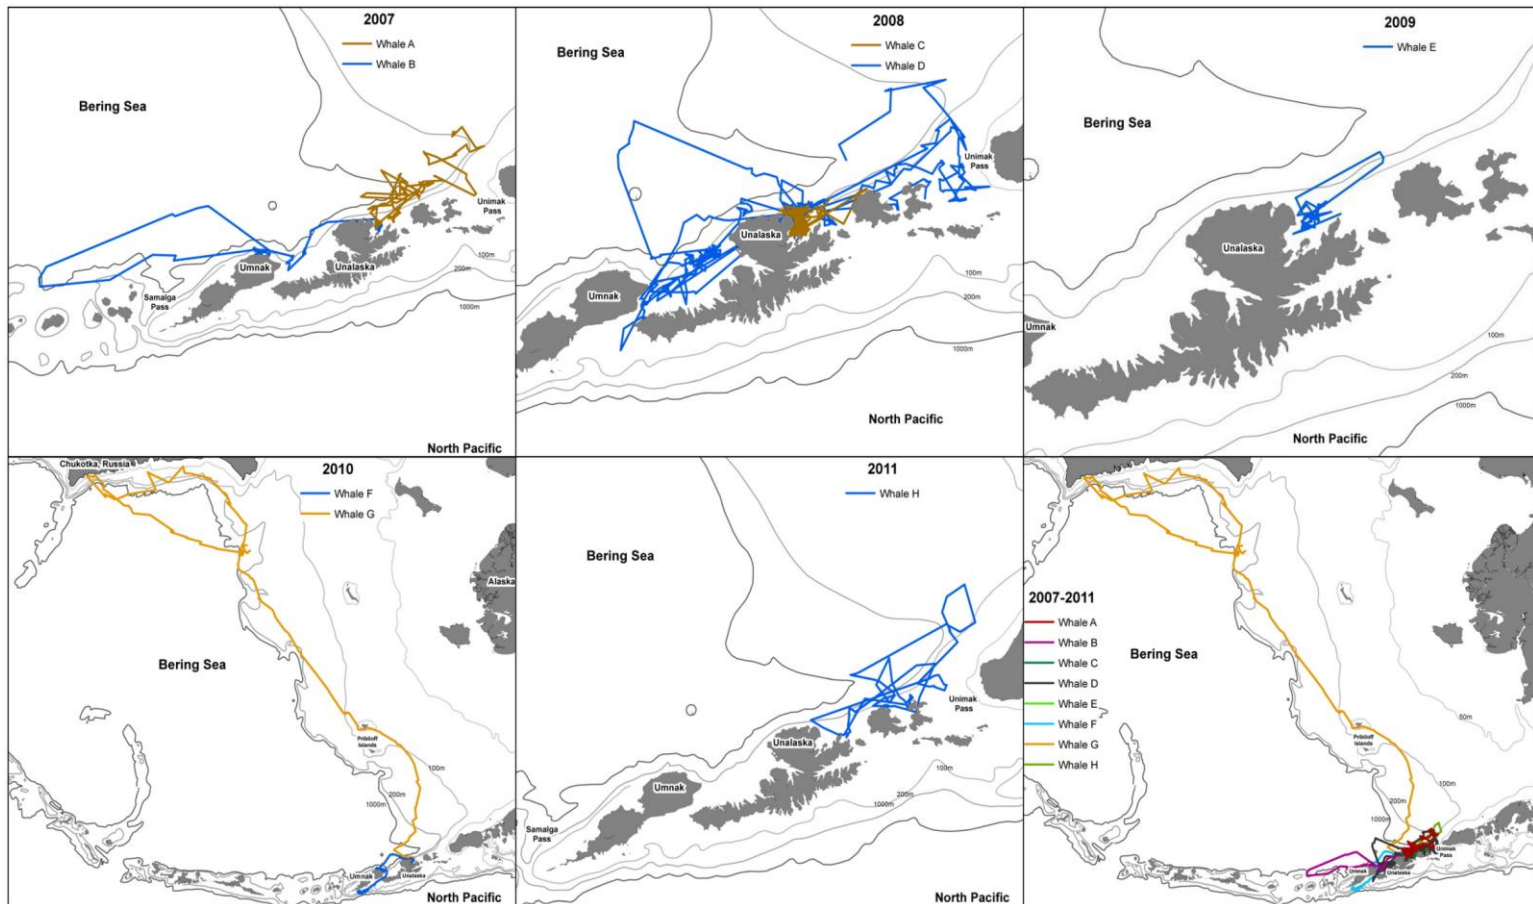 2007
Whale A
Whale B
Bering Sea
Unimak
Pass
100m
200m
1000m
Umnak
Unalaska
Samalga
Pass
North Pacific
2008
Whale C
Whale D
Bering Sea
Unimak
Pass
Unalaska
Umnak
100m
200m
1000m
North Pacific
2009
Whale E
Bering Sea
Unalaska
Umnak
100m
200m
1000m
North Pacific
Chukotka, Russia
2010
Whale F
Whale G
Alaska
Bering Sea
Pribiloff
Islands
100m
200m
1000m
Umnak
Unalaska
North Pacific
2011
Whale H
Bering Sea
Unimak
Pass
Unalaska
Umnak
100m
200m
1000m
Samalga
Pass
North Pacific
2007-2011
Whale A
Whale B
Whale C
Whale D
Whale E
Whale F
Whale G
Whale H
Bering Sea
50m
Pribiloff
Islands
100m
200m
1000m
Unimak
Pass
Umnak
Unalaska
North Pacific